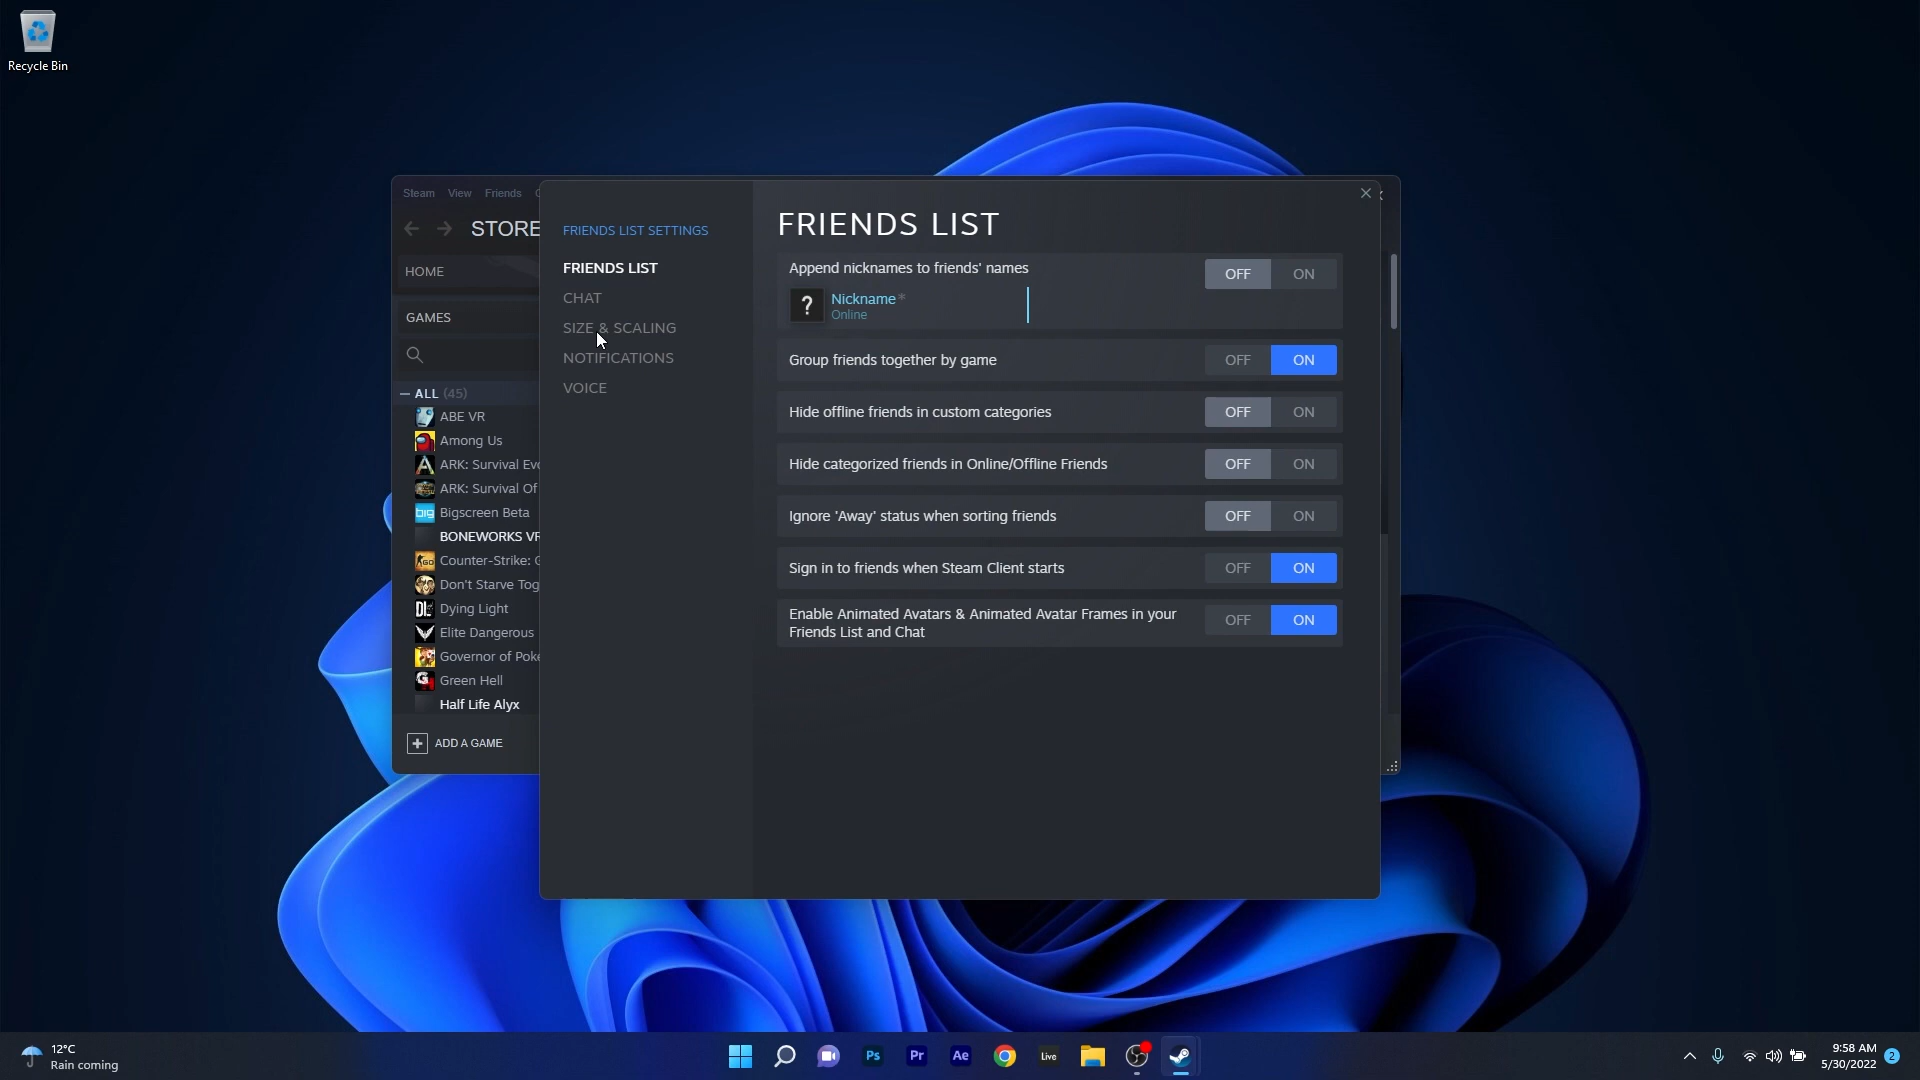 Recycle Bin
Steam View Friends
STORE
HOME
GAMES
ALL (45)
ABE VR
Among Us
ARK: Survival Evo
ARK: Survival Of
big
Bigscreen Beta
BONEWORKS VR
GO
Counter-Strike: G
Don't Starve Tog
DL
Dying Light
Elite Dangerous
Governor of Poke
Green Hell
Half Life Alyx
+ ADD A GAME
FRIENDS LIST SETTINGS
FRIENDS LIST
CHAT
SIZE & SCALING
NOTIFICATIONS
VOICE
FRIENDS LIST
Append nicknames to friends' names
OFF ON
?
Nickname*
Online
Group friends together by game
OFF ON
Hide offline friends in custom categories
OFF ON
Hide categorized friends in Online/Offline Friends
OFF ON
Ignore 'Away' status when sorting friends
OFF ON
Sign in to friends when Steam Client starts
OFF ON
Enable Animated Avatars & Animated Avatar Frames in your
Friends List and Chat
OFF ON
12°C
Rain coming
Ps Pr Ae Live
9:58 AM
5/30/2022
2